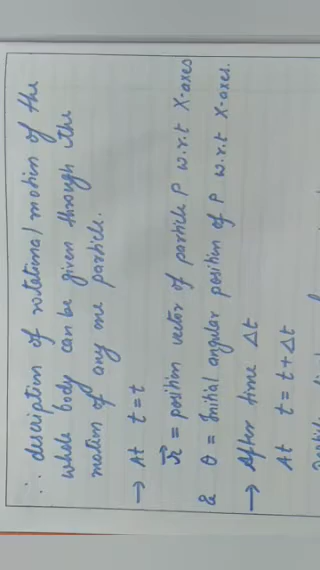 ∴ description of rotational motion of the
whole body can be given through the
motion of any one particle.
→ At t = t
r⃗ = position vector of particle P w.r.t X-axes
& θ = Initial angular position of P w.r.t X-axes.
→ After time Δt
At t = t + Δt